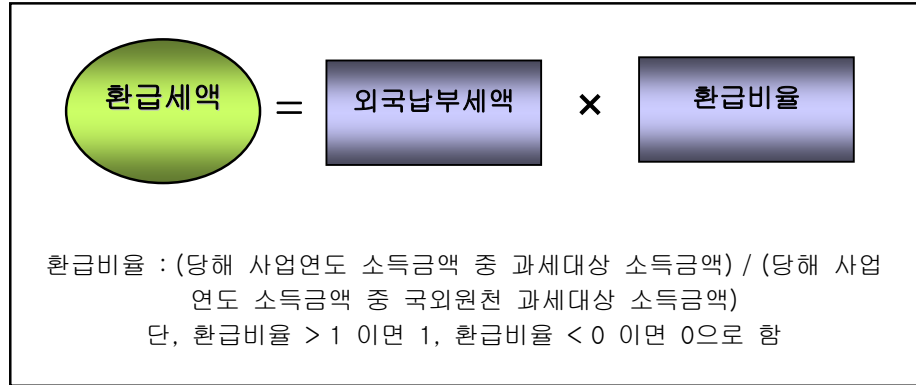 환급세액 = 외국납부세액 × 환급비율
환급비율 : (당해 사업연도 소득금액 중 과세대상 소득금액) / (당해 사업
연도 소득금액 중 국외원천 과세대상 소득금액)
단, 환급비율 > 1 이면 1, 환급비율 < 0 이면 0으로 함